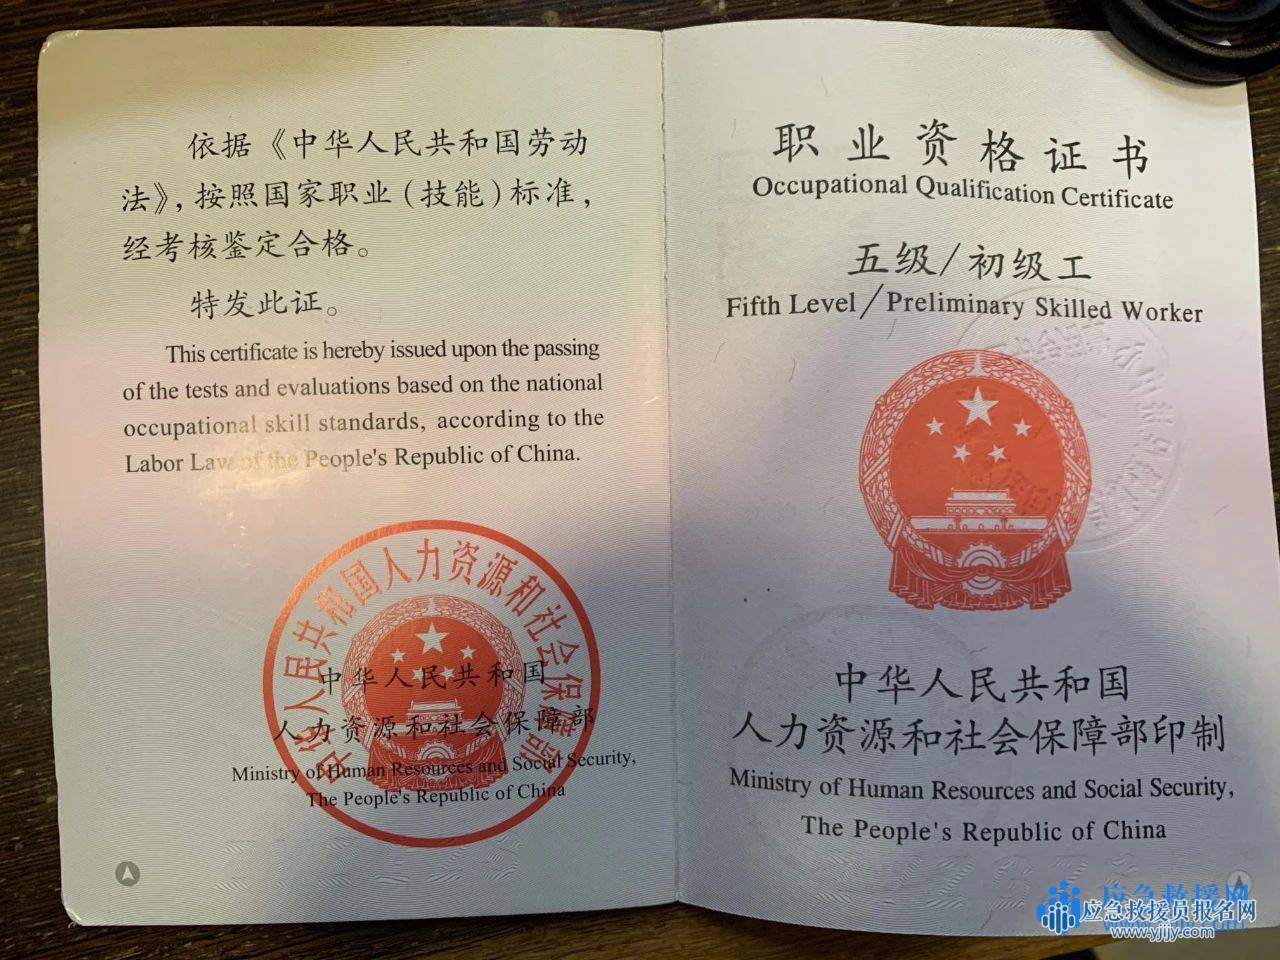 依据《中华人民共和国劳动
法》，按照国家职业（技能）标准，
经考核鉴定合格。
特发此证。
This certificate is hereby issued upon the passing
of the tests and evaluations based on the national
occupational skill standards, according to the
Labor Law of the People's Republic of China.
中华人民共和国人力资源和社会保障部
中华人民共和国
人力资源和社会保障部
Ministry of Human Resources and Social Security,
The People's Republic of China
职业资格证书
Occupational Qualification Certificate
五级/初级工
Fifth Level/Preliminary Skilled Worker
中华人民共和国
人力资源和社会保障部印制
Ministry of Human Resources and Social Security,
The People's Republic of China
应急救援网
应急救援员报名网
www.yjjjy.com